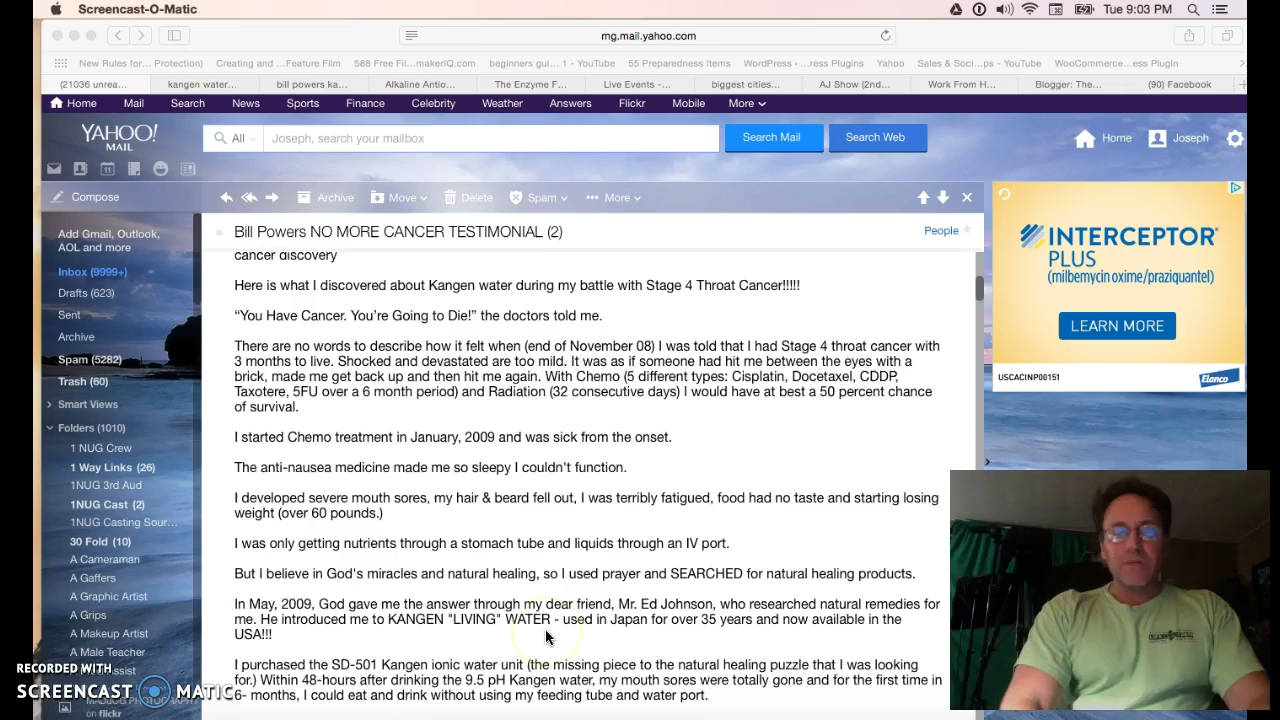 Screencast-O-Matic
Tue 9:03 PM
mg.mail.yahoo.com
New Rules for... Protection)
Creating and ...Feature Film
588 Free Fil...makerIQ.com
beginners gui... 1 - YouTube
55 Preparedness Items
WordPress - ...ress Plugins
Yahoo
Sales & Soci...ps - YouTube
WooCommerce...ess Plugin
(21036 unrea...
kangen water...
bill powers ka...
Alkaline Antio...
The Enzyme F...
Live Events -...
biggest cities...
AJ Show (2nd...
Work From H...
Blogger: The...
(90) Facebook
Home
Mail
Search
News
Sports
Finance
Celebrity
Weather
Answers
Flickr
Mobile
More
YAHOO!
MAIL
All
Joseph, search your mailbox
Search Mail
Search Web
Home
Joseph
Compose
Archive
Move
Delete
Spam
More
Add Gmail, Outlook,
AOL and more
Inbox (9999+)
Drafts (623)
Sent
Archive
Spam (5282)
Trash (60)
Smart Views
Folders (1010)
1 NUG Crew
1 Way Links (26)
1NUG 3rd Aud
1NUG Cast (2)
1NUG Casting Sour...
30 Fold (10)
A Cameraman
A Gaffers
A Graphic Artist
A Grips
A Makeup Artist
A Male Teacher
on flickr
Bill Powers NO MORE CANCER TESTIMONIAL (2)
People
cancer discovery
Here is what I discovered about Kangen water during my battle with Stage 4 Throat Cancer!!!!!
“You Have Cancer. You’re Going to Die!” the doctors told me.
There are no words to describe how it felt when (end of November 08) I was told that I had Stage 4 throat cancer with
3 months to live. Shocked and devastated are too mild. It was as if someone had hit me between the eyes with a
brick, made me get back up and then hit me again. With Chemo (5 different types: Cisplatin, Docetaxel, CDDP,
Taxotere, 5FU over a 6 month period) and Radiation (32 consecutive days) I would have at best a 50 percent chance
of survival.
I started Chemo treatment in January, 2009 and was sick from the onset.
The anti-nausea medicine made me so sleepy I couldn't function.
I developed severe mouth sores, my hair & beard fell out, I was terribly fatigued, food had no taste and starting losing
weight (over 60 pounds.)
I was only getting nutrients through a stomach tube and liquids through an IV port.
But I believe in God's miracles and natural healing, so I used prayer and SEARCHED for natural healing products.
In May, 2009, God gave me the answer through my dear friend, Mr. Ed Johnson, who researched natural remedies for
me. He introduced me to KANGEN "LIVING" WATER - used in Japan for over 35 years and now available in the
USA!!!
I purchased the SD-501 Kangen ionic water unit (the missing piece to the natural healing puzzle that I was looking
for.) Within 48-hours after drinking the 9.5 pH Kangen water, my mouth sores were totally gone and for the first time in
6- months, I could eat and drink without using my feeding tube and water port.
INTERCEPTOR®
PLUS
(milbemycin oxime/praziquantel)
LEARN MORE
USCACINP00151
Elanco
RECORDED WITH
SCREENCAST-O-MATIC